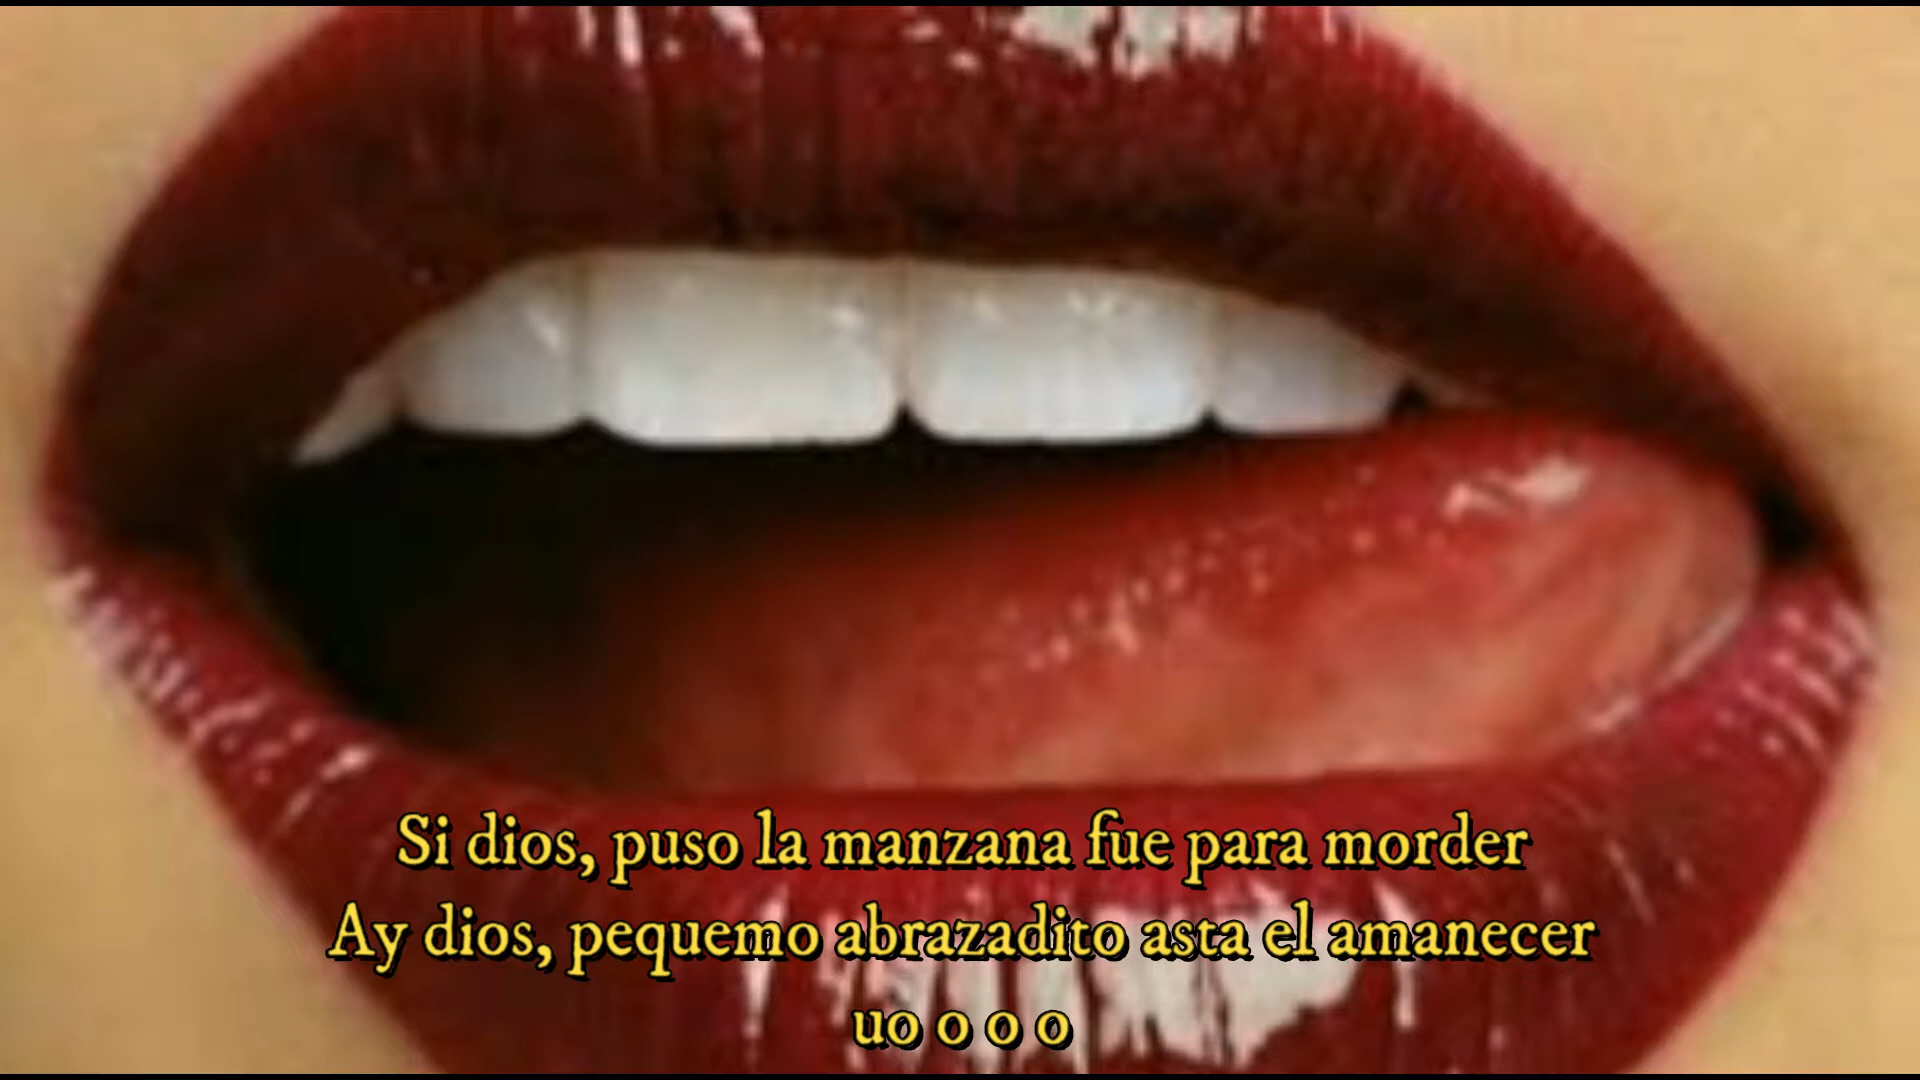 Si dios, puso la manzana fue para morder
Ay dios, pequemo abrazadito asta el amanecer
uo o o o